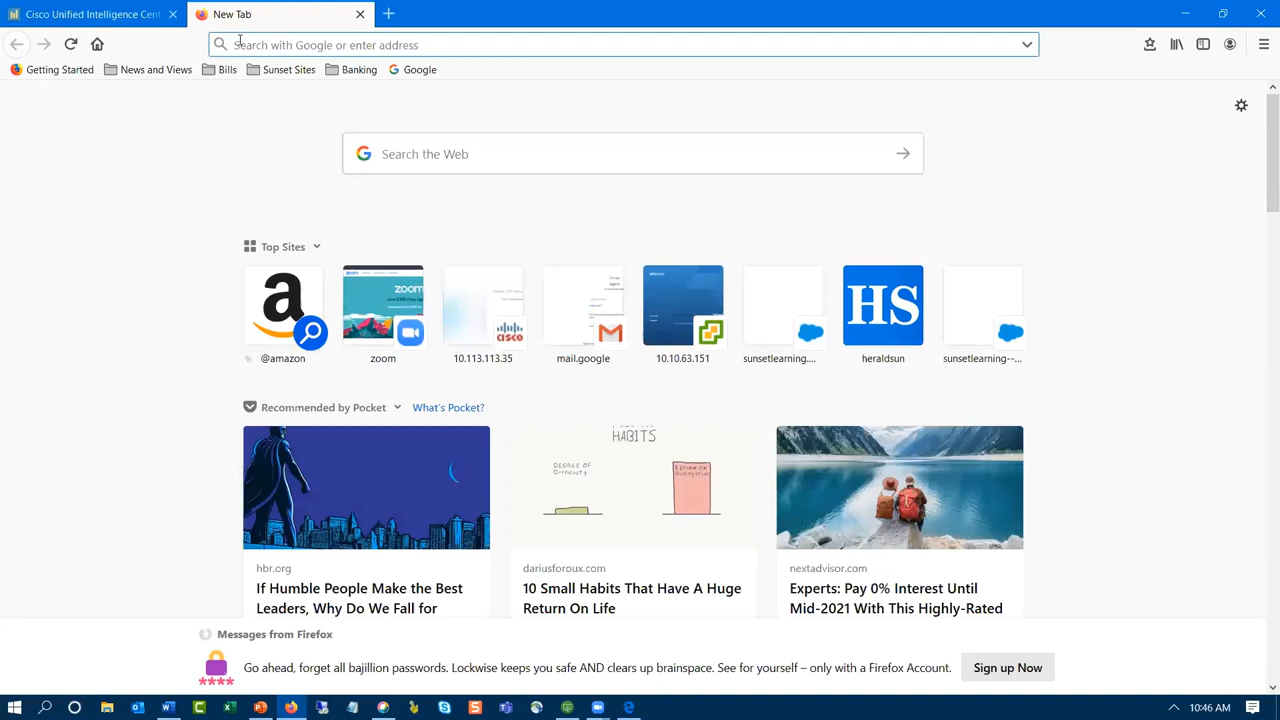 Cisco Unified Intelligence Cent
New Tab
Search with Google or enter address
Getting Started
News and Views
Bills
Sunset Sites
Banking
Google
Search the Web
Top Sites
zoom
CISCO
HS
@amazon
zoom
10.113.113.35
mail.google
10.10.63.151
sunsetlearning....
heraldsun
sunsetlearning--...
Recommended by Pocket
What's Pocket?
HABITS
DEGREE OF
DIFFICULTY
hbr.org
If Humble People Make the Best
Leaders, Why Do We Fall for
dariusforoux.com
10 Small Habits That Have A Huge
Return On Life
nextadvisor.com
Experts: Pay 0% Interest Until
Mid-2021 With This Highly-Rated
Messages from Firefox
Go ahead, forget all bajillion passwords. Lockwise keeps you safe AND clears up brainspace. See for yourself – only with a Firefox Account.
Sign up Now
10:46 AM